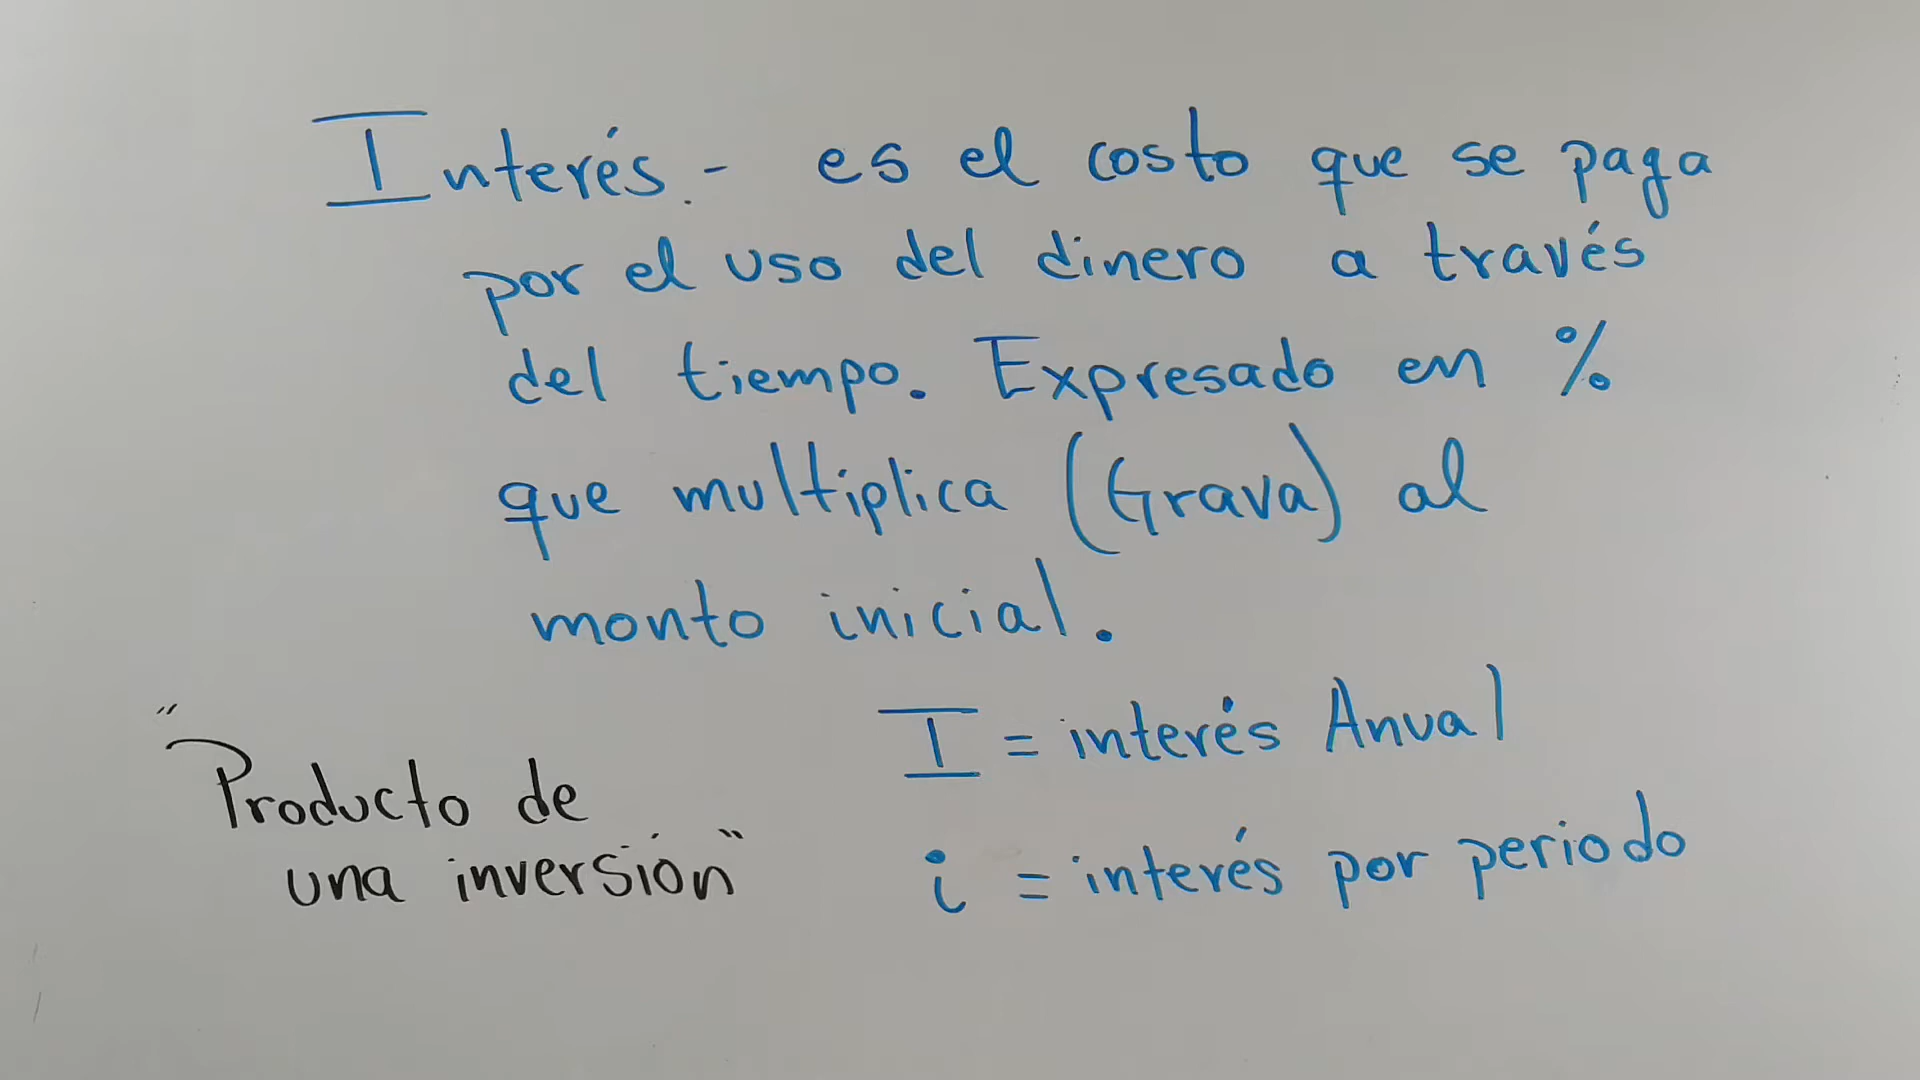 Interés.- es el costo que se paga
por el uso del dinero a través
del tiempo. Expresado en %
que multiplica (Grava) al
monto inicial.
I = interés Anual
i = interés por periodo
"Producto de
una inversión"